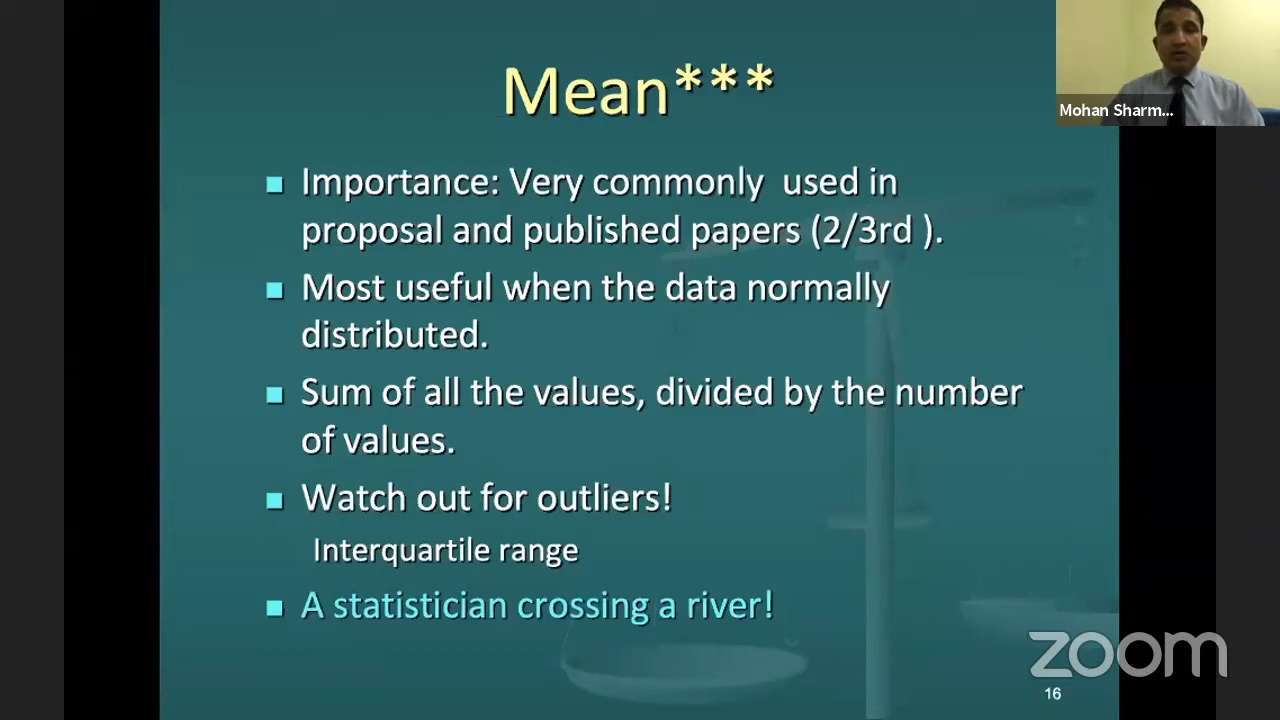 Mean***
Mohan Sharm...
■ Importance: Very commonly used in
proposal and published papers (2/3rd ).
■ Most useful when the data normally
distributed.
■ Sum of all the values, divided by the number
of values.
■ Watch out for outliers!
Interquartile range
■ A statistician crossing a river!
zoom
16